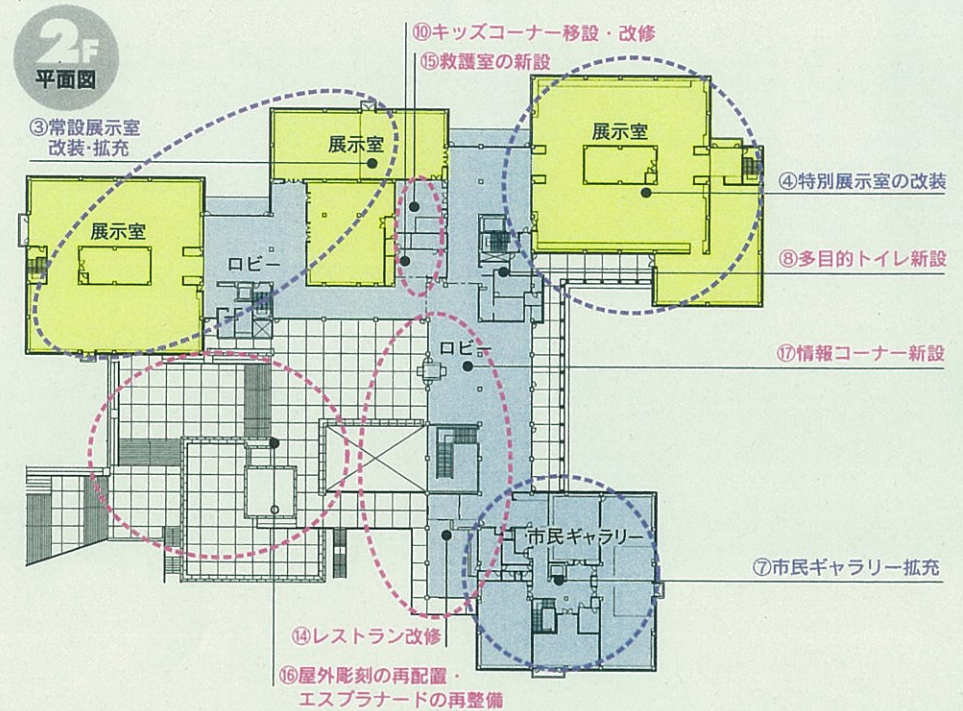 2F
平面図
⑩キッズコーナー移設・改修
⑮救護室の新設
③常設展示室
改装・拡充
展示室
展示室
④特別展示室の改装
展示室
ロビー
⑧多目的トイレ新設
ロビー
⑰情報コーナー新設
市民ギャラリー
⑦市民ギャラリー拡充
⑭レストラン改修
⑯屋外彫刻の再配置・
エスプラナードの再整備